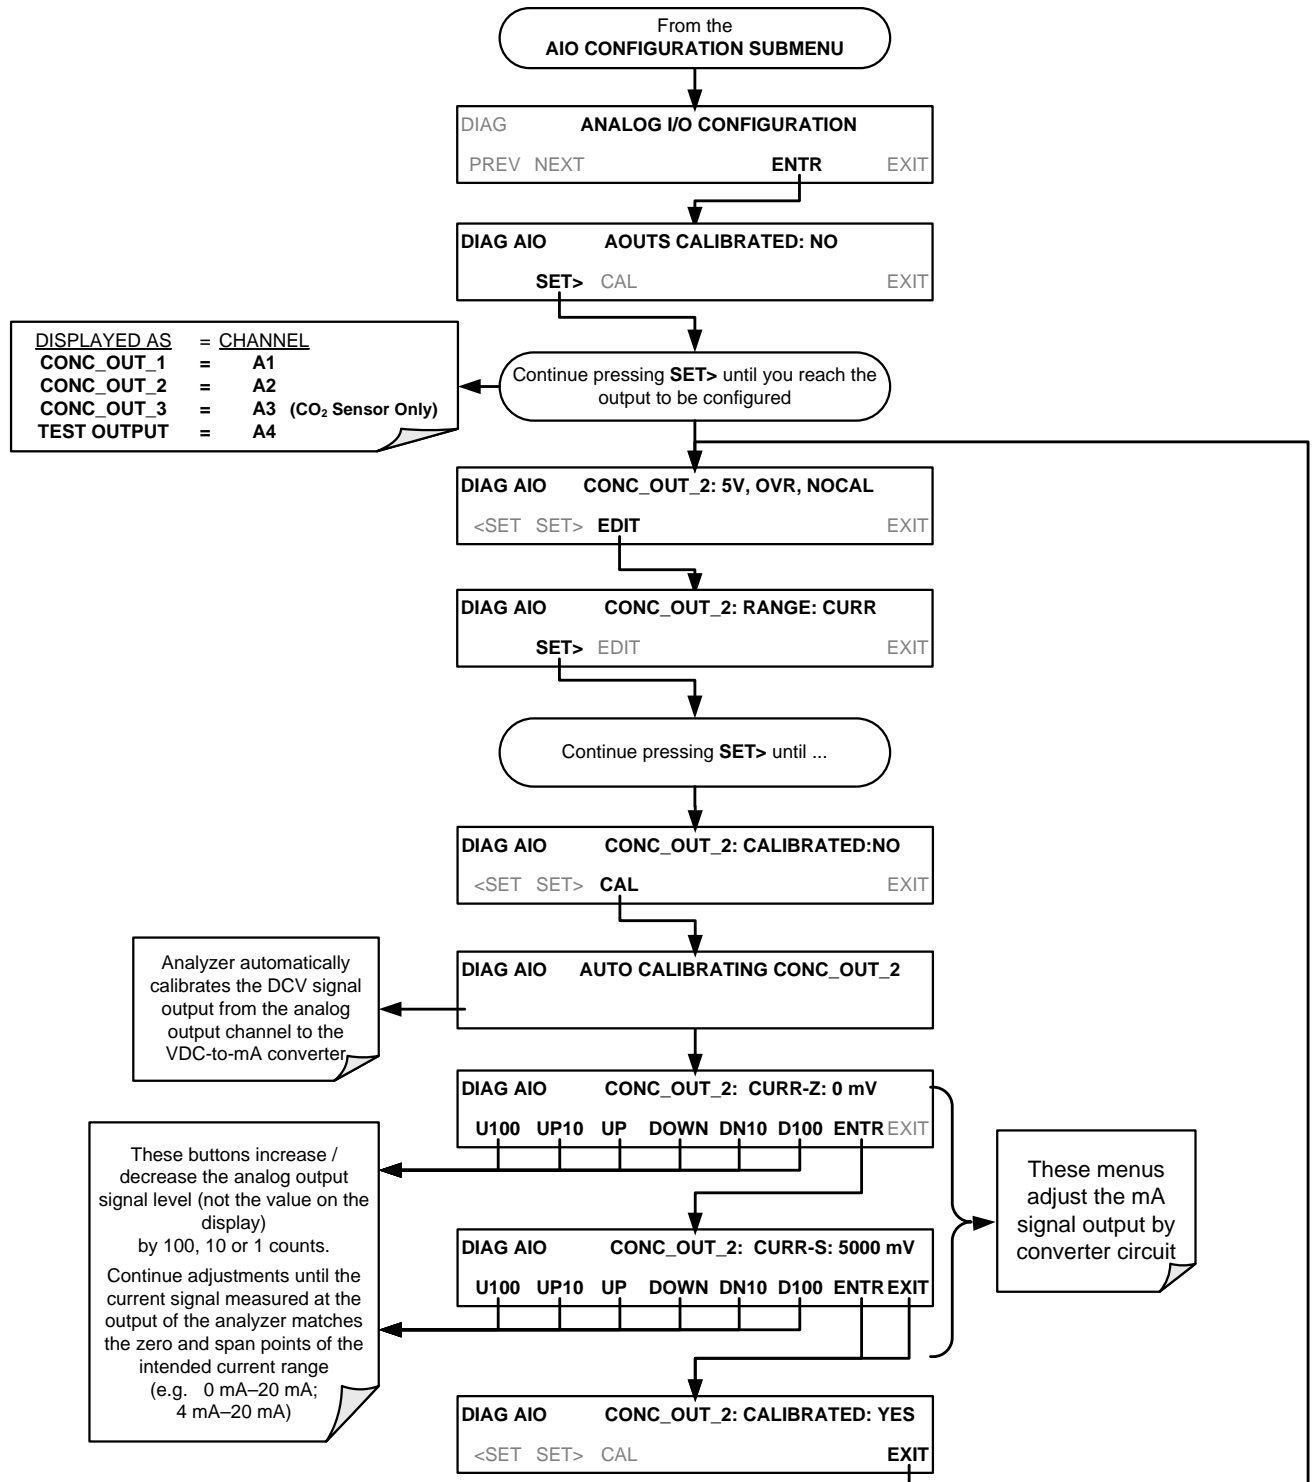 From the
AIO CONFIGURATION SUBMENU
DIAG ANALOG I/O CONFIGURATION
PREV NEXT ENTR EXIT
DIAG AIO AOUTS CALIBRATED: NO
SET> CAL EXIT
DISPLAYED AS = CHANNEL
CONC_OUT_1 = A1
CONC_OUT_2 = A2
CONC_OUT_3 = A3 (CO₂ Sensor Only)
TEST OUTPUT = A4
Continue pressing SET> until you reach the
output to be configured
DIAG AIO CONC_OUT_2: 5V, OVR, NOCAL
<SET SET> EDIT EXIT
DIAG AIO CONC_OUT_2: RANGE: CURR
SET> EDIT EXIT
Continue pressing SET> until ...
DIAG AIO CONC_OUT_2: CALIBRATED:NO
<SET SET> CAL EXIT
Analyzer automatically
calibrates the DCV signal
output from the analog
output channel to the
VDC-to-mA converter
DIAG AIO AUTO CALIBRATING CONC_OUT_2
DIAG AIO CONC_OUT_2: CURR-Z: 0 mV
U100 UP10 UP DOWN DN10 D100 ENTR EXIT
These buttons increase /
decrease the analog output
signal level (not the value on the
display)
by 100, 10 or 1 counts.
Continue adjustments until the
current signal measured at the
output of the analyzer matches
the zero and span points of the
intended current range
(e.g. 0 mA–20 mA;
4 mA–20 mA)
These menus
adjust the mA
signal output by
converter circuit
DIAG AIO CONC_OUT_2: CURR-S: 5000 mV
U100 UP10 UP DOWN DN10 D100 ENTR EXIT
DIAG AIO CONC_OUT_2: CALIBRATED: YES
<SET SET> CAL EXIT